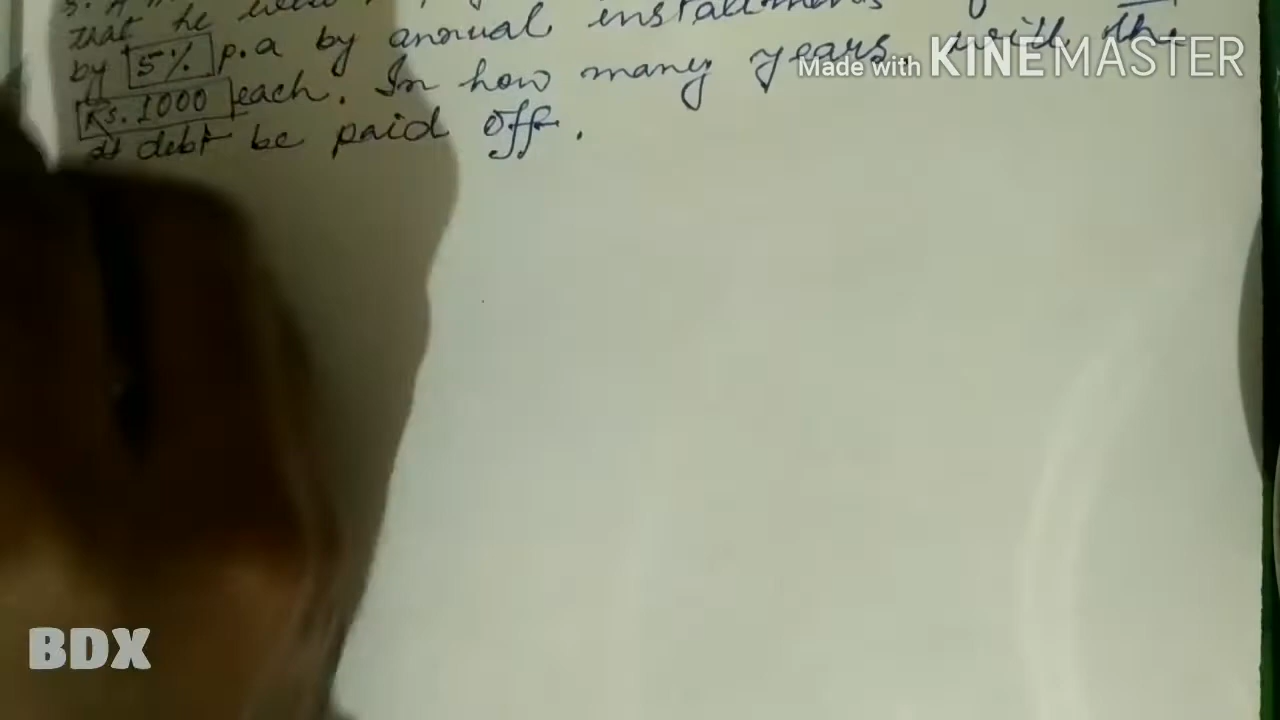 that he
by 5% p.a by annual installments
Rs. 1000 each. In how many years will the
debt be paid off.
Made with KINEMASTER
BDX